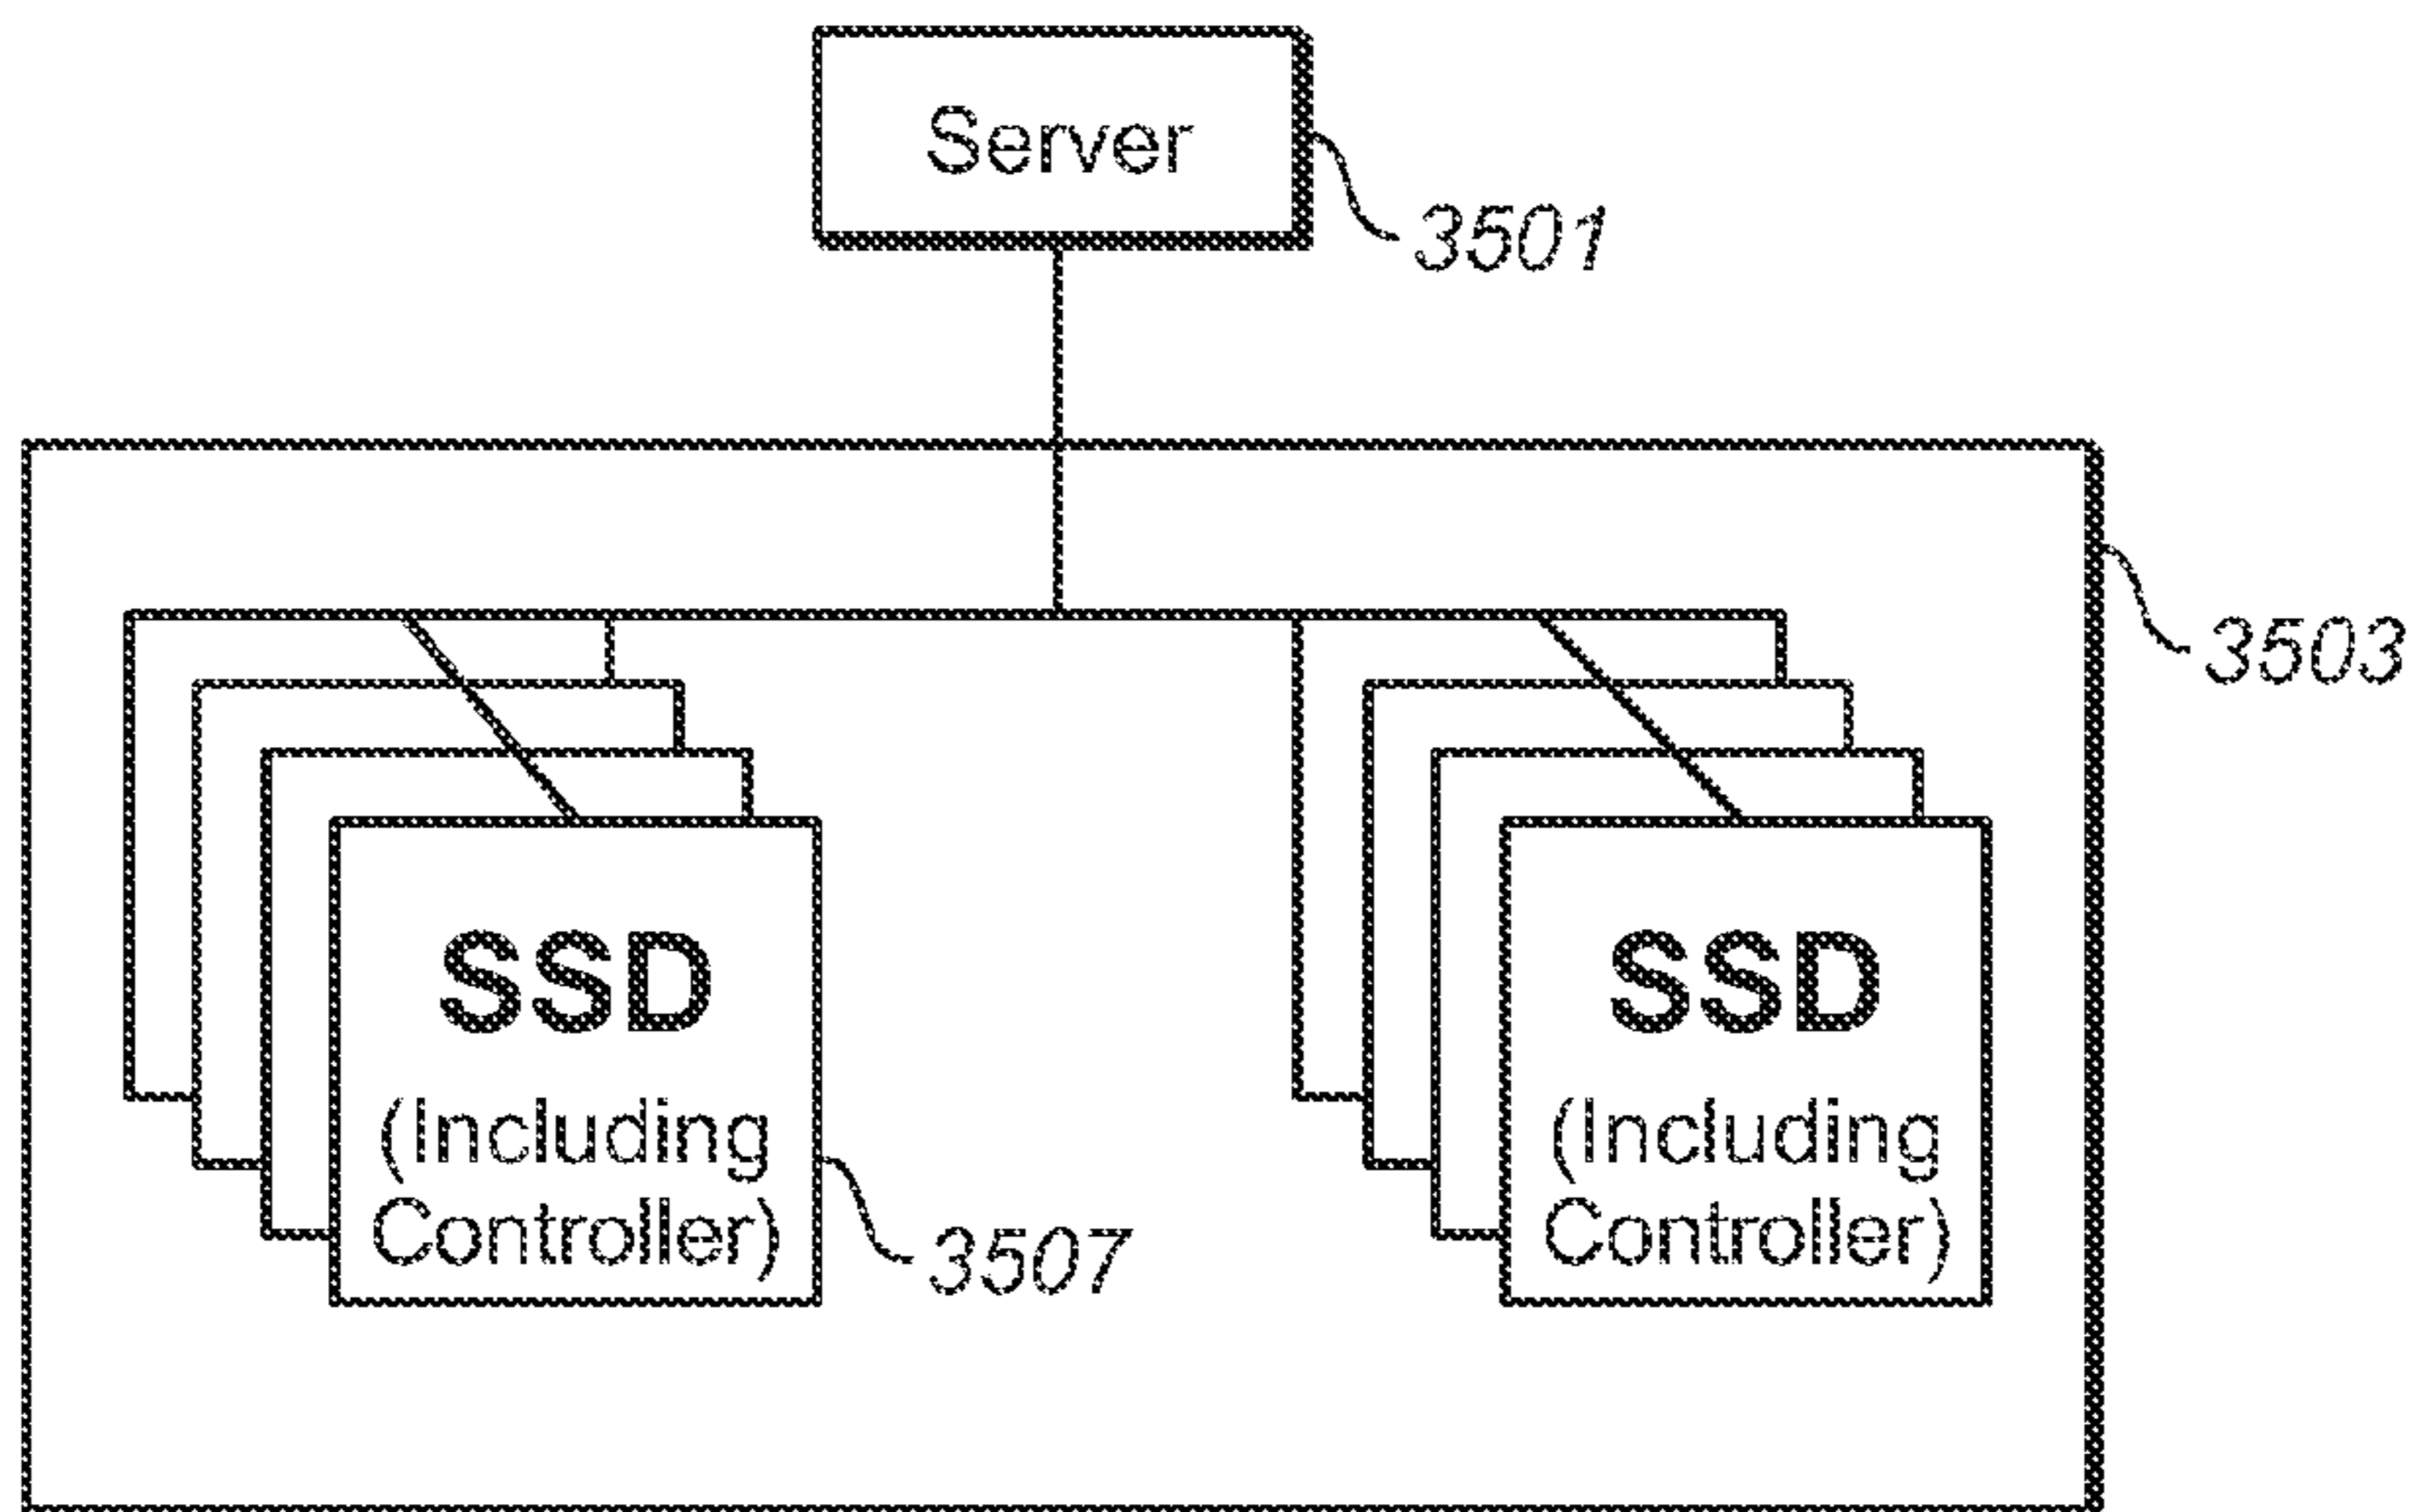 Server
3501
3503
SSD
(Including
Controller)
3507
SSD
(Including
Controller)